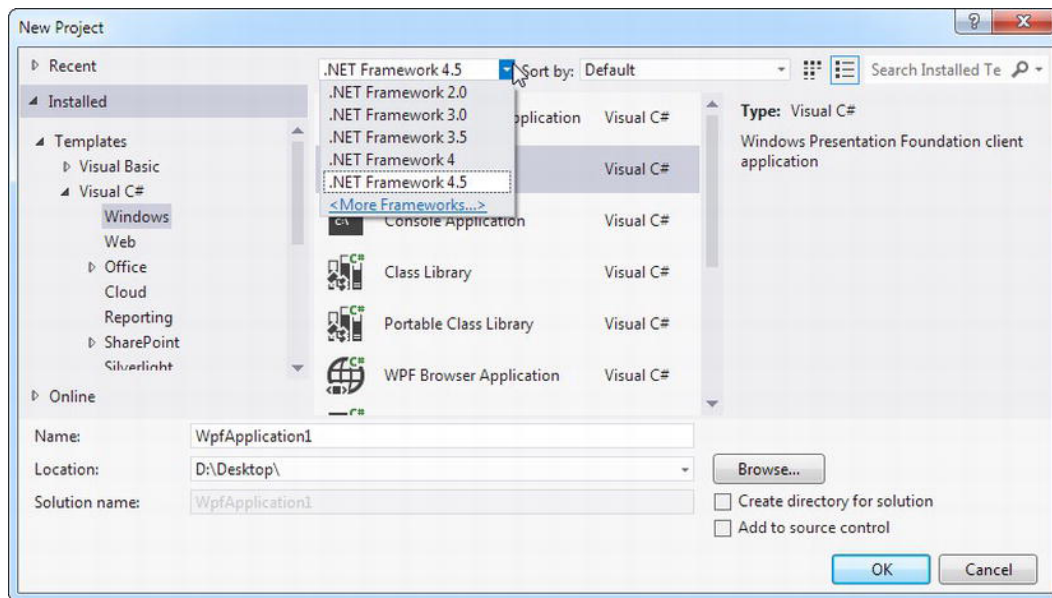 New Project
Recent
Installed
Templates
Visual Basic
Visual C#
Windows
Web
Office
Cloud
Reporting
SharePoint
Silverlight
Online
.NET Framework 4.5
Sort by: Default
Search Installed Te
.NET Framework 2.0
.NET Framework 3.0
.NET Framework 3.5
.NET Framework 4
.NET Framework 4.5
<More Frameworks...>
pplication Visual C#
Visual C#
Console Application Visual C#
Class Library Visual C#
Portable Class Library Visual C#
WPF Browser Application Visual C#
Type: Visual C#
Windows Presentation Foundation client
application
Name: WpfApplication1
Location: D:\Desktop\
Browse...
Solution name: WpfApplication1
Create directory for solution
Add to source control
OK Cancel